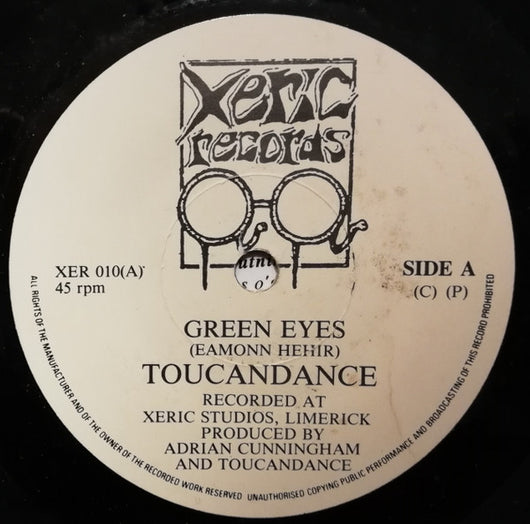 Xeric
records
XER 010(A)
45 rpm
SIDE A
(C) (P)
GREEN EYES
(EAMONN HEHIR)
TOUCANDANCE
RECORDED AT
XERIC STUDIOS, LIMERICK
PRODUCED BY
ADRIAN CUNNINGHAM
AND TOUCANDANCE
ALL RIGHTS OF THE MANUFACTURER AND OF THE OWNER OF THE RECORDED WORK RESERVED UNAUTHORISED COPYING PUBLIC PERFORMANCE AND BROADCASTING OF THIS RECORD PROHIBITED